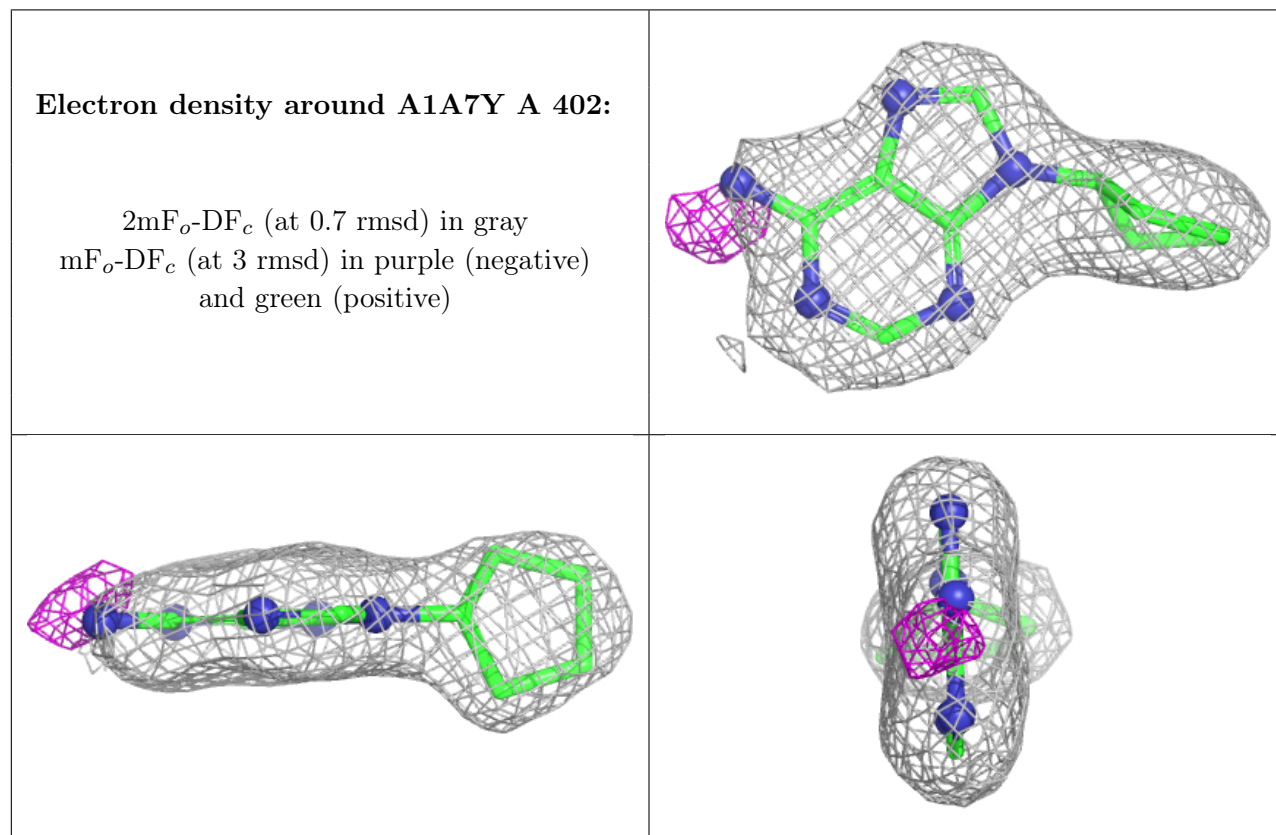 Electron density around A1A7Y A 402:
2mFₒ-DF𝒸 (at 0.7 rmsd) in gray
mFₒ-DF𝒸 (at 3 rmsd) in purple (negative)
and green (positive)